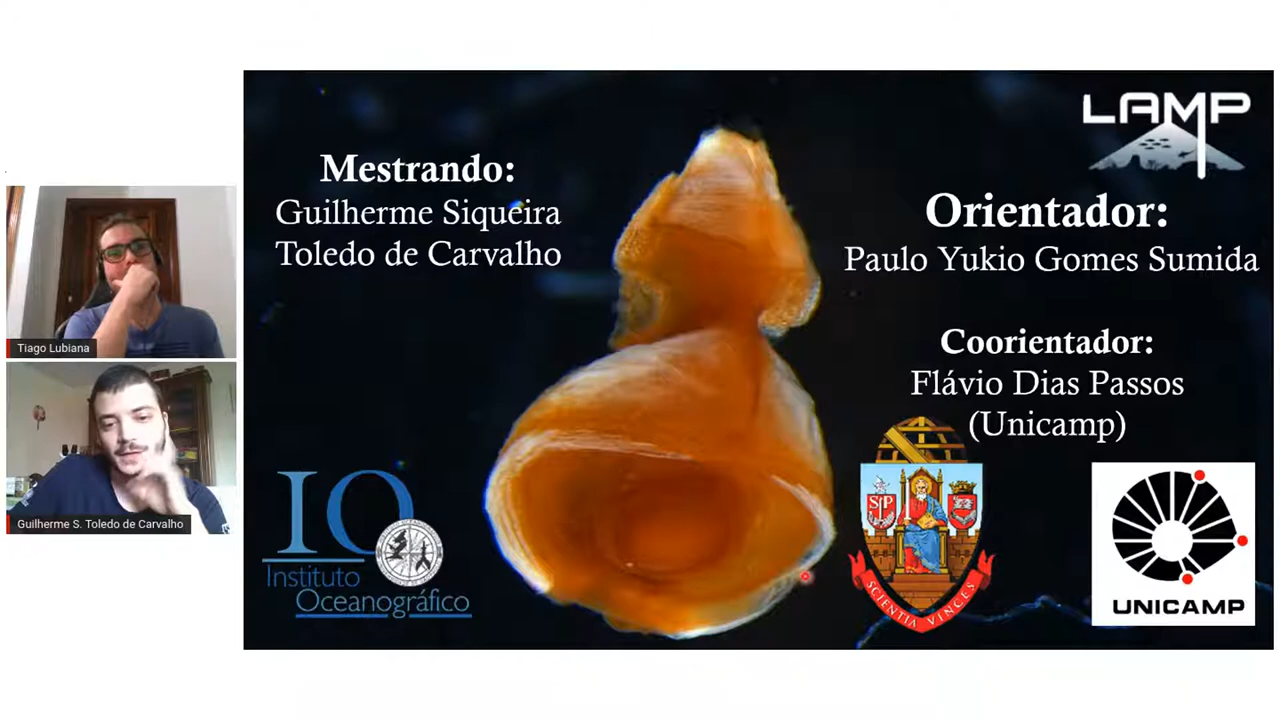 LAMP
Mestrando:
Guilherme Siqueira
Toledo de Carvalho
Orientador:
Paulo Yukio Gomes Sumida
Coorientador:
Flávio Dias Passos
(Unicamp)
Tiago Lubiana
Guilherme S. Toledo de Carvalho
IO
Instituto
Oceanográfico
SP
SCIENTIA VINCES
UNICAMP